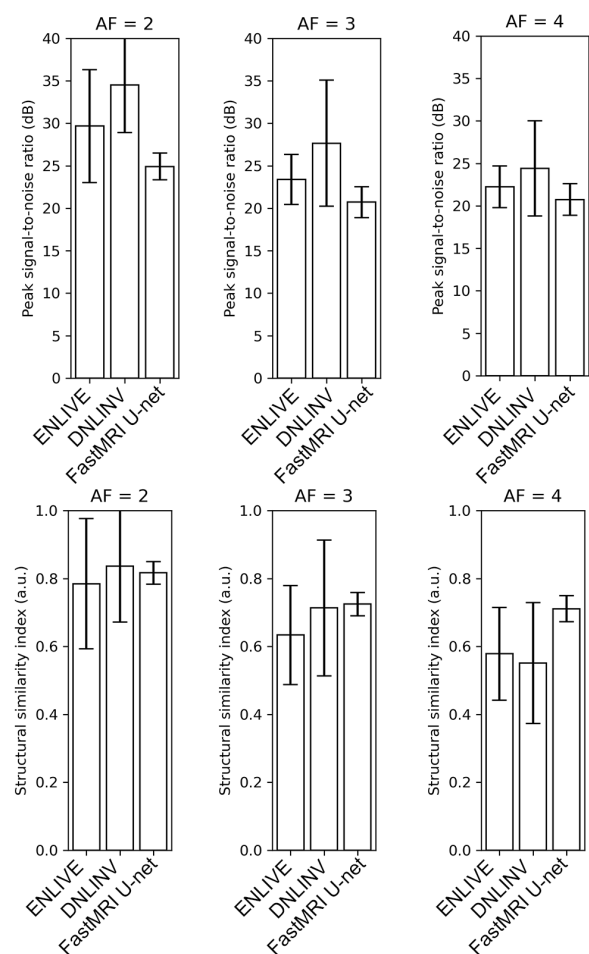 AF = 2
40
35
30
25
20
15
10
5
0
Peak signal-to-noise ratio (dB)
ENLIVE
DNLINV
FastMRI U-net
AF = 3
40
35
30
25
20
15
10
5
0
Peak signal-to-noise ratio (dB)
ENLIVE
DNLINV
FastMRI U-net
AF = 4
40
35
30
25
20
15
10
5
0
Peak signal-to-noise ratio (dB)
ENLIVE
DNLINV
FastMRI U-net
AF = 2
1.0
0.8
0.6
0.4
0.2
0.0
Structural similarity index (a.u.)
ENLIVE
DNLINV
FastMRI U-net
AF = 3
1.0
0.8
0.6
0.4
0.2
0.0
Structural similarity index (a.u.)
ENLIVE
DNLINV
FastMRI U-net
AF = 4
1.0
0.8
0.6
0.4
0.2
0.0
Structural similarity index (a.u.)
ENLIVE
DNLINV
FastMRI U-net